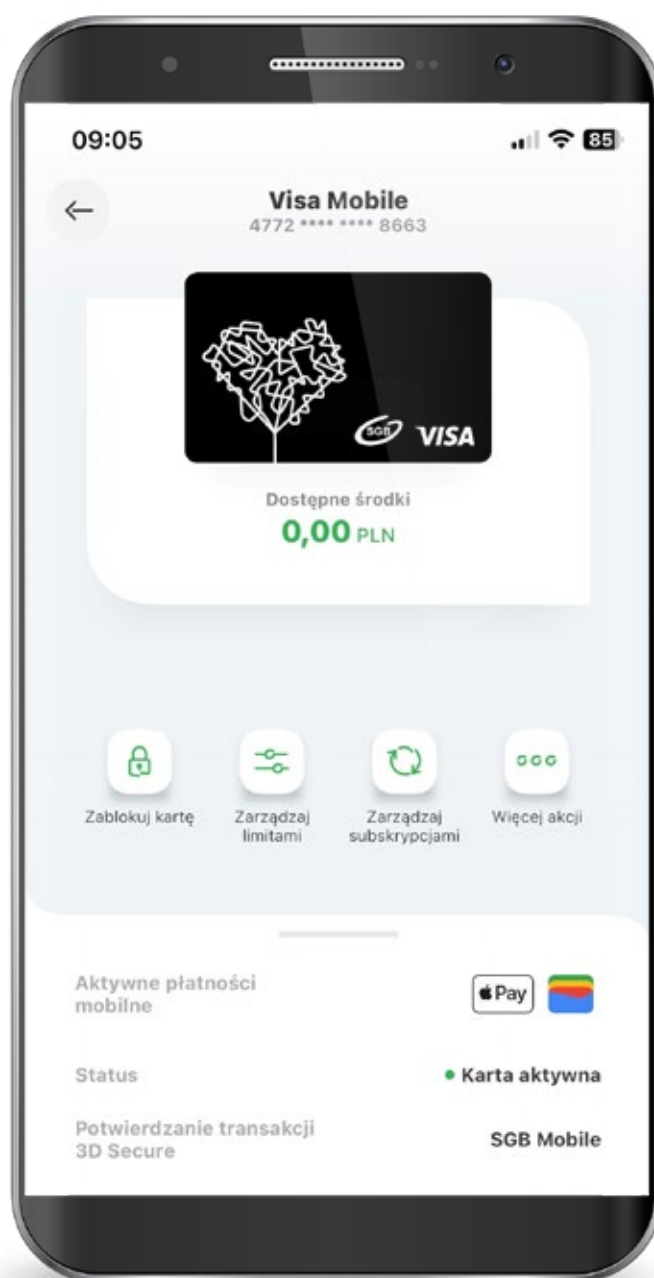 09:05
85
Visa Mobile
4772 **** **** 8663
SGB VISA
Dostępne środki
0,00 PLN
Zablokuj kartę
Zarządzaj
limitami
Zarządzaj
subskrypcjami
Więcej akcji
Aktywne płatności
mobilne
Pay
Status
Karta aktywna
Potwierdzanie transakcji
3D Secure
SGB Mobile